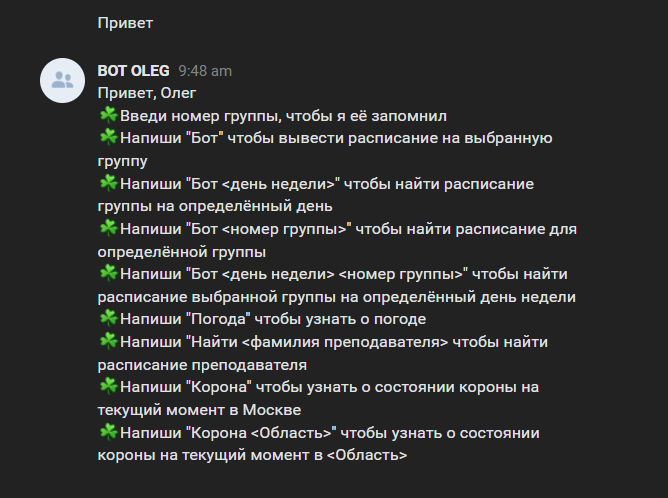 Привет
BOT OLEG 9:48 am
Привет, Олег
☘Введи номер группы, чтобы я её запомнил
☘Напиши "Бот" чтобы вывести расписание на выбранную
группу
☘Напиши "Бот <день недели>" чтобы найти расписание
группы на определённый день
☘Напиши "Бот <номер группы>" чтобы найти расписание для
определённой группы
☘Напиши "Бот <день недели> <номер группы>" чтобы найти
расписание выбранной группы на определённый день недели
☘Напиши "Погода" чтобы узнать о погоде
☘Напиши "Найти <фамилия преподавателя> чтобы найти
расписание преподавателя
☘Напиши "Корона" чтобы узнать о состоянии короны на
текущий момент в Москве
☘Напиши "Корона <Область>" чтобы узнать о состоянии
короны на текущий момент в <Область>